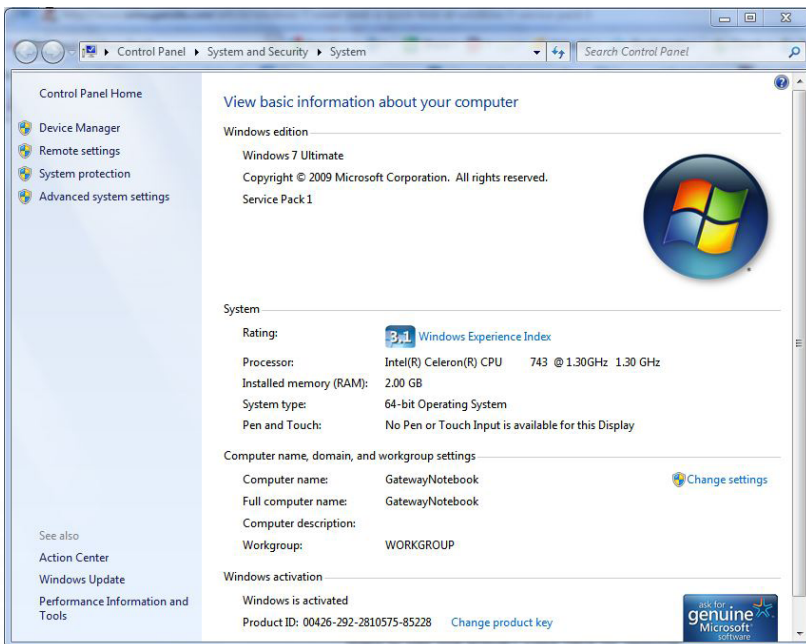 Control Panel ▸ System and Security ▸ System
Search Control Panel
Control Panel Home
Device Manager
Remote settings
System protection
Advanced system settings
See also
Action Center
Windows Update
Performance Information and
Tools
View basic information about your computer
Windows edition
Windows 7 Ultimate
Copyright © 2009 Microsoft Corporation. All rights reserved.
Service Pack 1
System
Rating: 3.1 Windows Experience Index
Processor: Intel(R) Celeron(R) CPU 743 @ 1.30GHz 1.30 GHz
Installed memory (RAM): 2.00 GB
System type: 64-bit Operating System
Pen and Touch: No Pen or Touch Input is available for this Display
Computer name, domain, and workgroup settings
Computer name: GatewayNotebook Change settings
Full computer name: GatewayNotebook
Computer description:
Workgroup: WORKGROUP
Windows activation
Windows is activated
Product ID: 00426-292-2810575-85228 Change product key
ask for
genuine
Microsoft
software